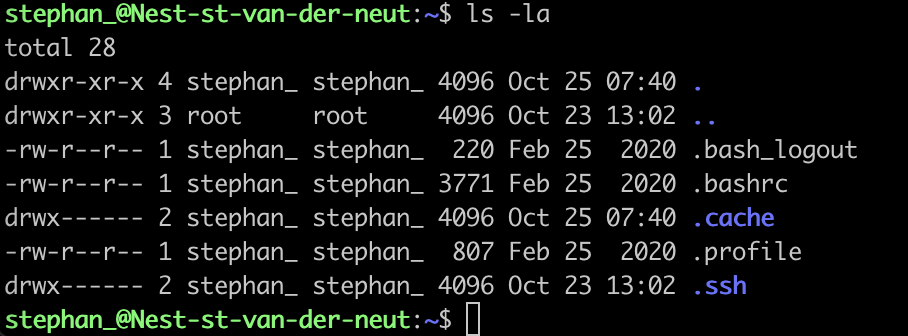 stephan_@Nest-st-van-der-neut:~$ ls -la
total 28
drwxr-xr-x 4 stephan_ stephan_ 4096 Oct 25 07:40 .
drwxr-xr-x 3 root     root     4096 Oct 23 13:02 ..
-rw-r--r-- 1 stephan_ stephan_  220 Feb 25  2020 .bash_logout
-rw-r--r-- 1 stephan_ stephan_ 3771 Feb 25  2020 .bashrc
drwx------ 2 stephan_ stephan_ 4096 Oct 25 07:40 .cache
-rw-r--r-- 1 stephan_ stephan_  807 Feb 25  2020 .profile
drwx------ 2 stephan_ stephan_ 4096 Oct 23 13:02 .ssh
stephan_@Nest-st-van-der-neut:~$